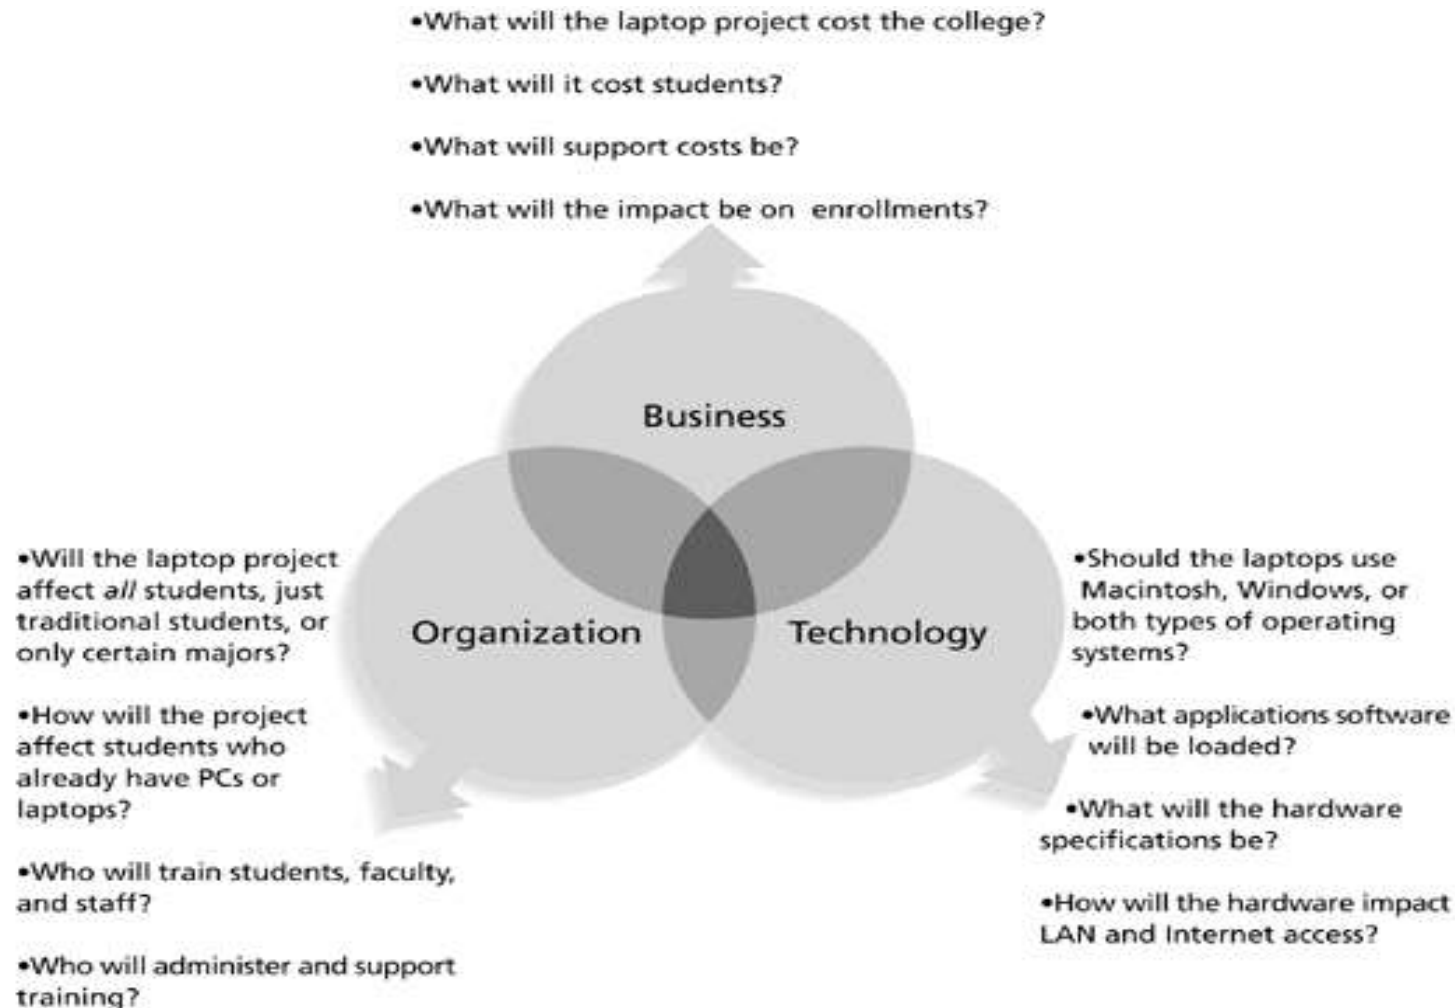 •What will the laptop project cost the college?
•What will it cost students?
•What will support costs be?
•What will the impact be on enrollments?
Business
Organization
Technology
•Will the laptop project
affect all students, just
traditional students, or
only certain majors?
•How will the project
affect students who
already have PCs or
laptops?
•Who will train students, faculty,
and staff?
•Who will administer and support
training?
•Should the laptops use
Macintosh, Windows, or
both types of operating
systems?
•What applications software
will be loaded?
•What will the hardware
specifications be?
•How will the hardware impact
LAN and Internet access?